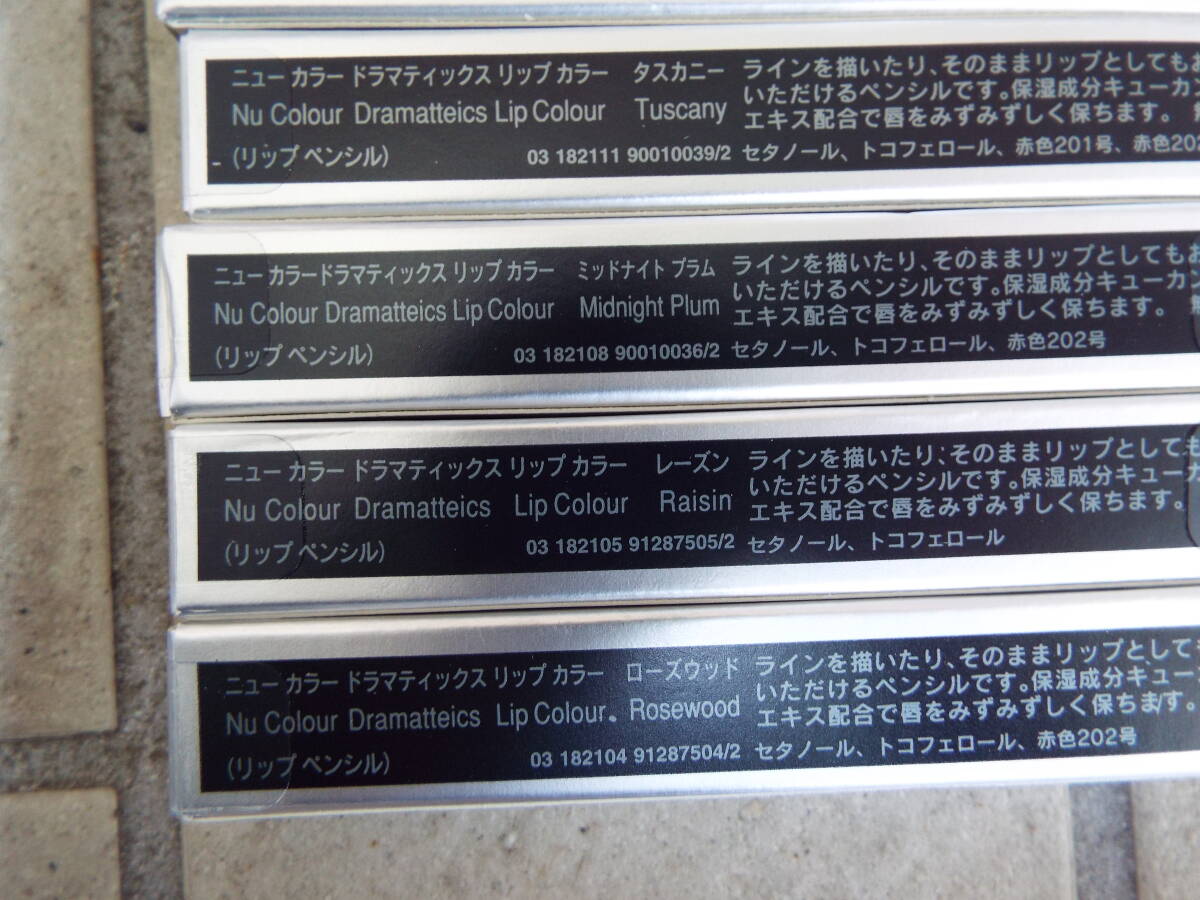 ニュー カラー ドラマティックス リップ カラー タスカニー
Nu Colour Dramatteics Lip Colour Tuscany
(リップ ペンシル) 03 182111 90010039/2
ラインを描いたり、そのままリップとしてもお
いただけるペンシルです。保湿成分キューカン
エキス配合で唇をみずみずしく保ちます。
セタノール、トコフェロール、赤色201号、赤色202
ニュー カラードラマティックス リップ カラー ミッドナイト プラム
Nu Colour Dramatteics Lip Colour Midnight Plum
(リップ ペンシル) 03 182108 90010036/2
ラインを描いたり、そのままリップとしてもお
いただけるペンシルです。保湿成分キューカ
エキス配合で唇をみずみずしく保ちます。
セタノール、トコフェロール、赤色202号
ニュー カラー ドラマティックス リップ カラー レーズン
Nu Colour Dramatteics Lip Colour Raisin
(リップ ペンシル) 03 182105 91287505/2
ラインを描いたり、そのままリップとしても
いただけるペンシルです。保湿成分キューカ
エキス配合で唇をみずみずしく保ちます。
セタノール、トコフェロール
ニュー カラー ドラマティックス リップ カラー ローズウッド
Nu Colour Dramatteics Lip Colour Rosewood
(リップ ペンシル) 03 182104 91287504/2
ラインを描いたり、そのままリップとして
いただけるペンシルです。保湿成分キュー
エキス配合で唇をみずみずしく保ちます。
セタノール、トコフェロール、赤色202号